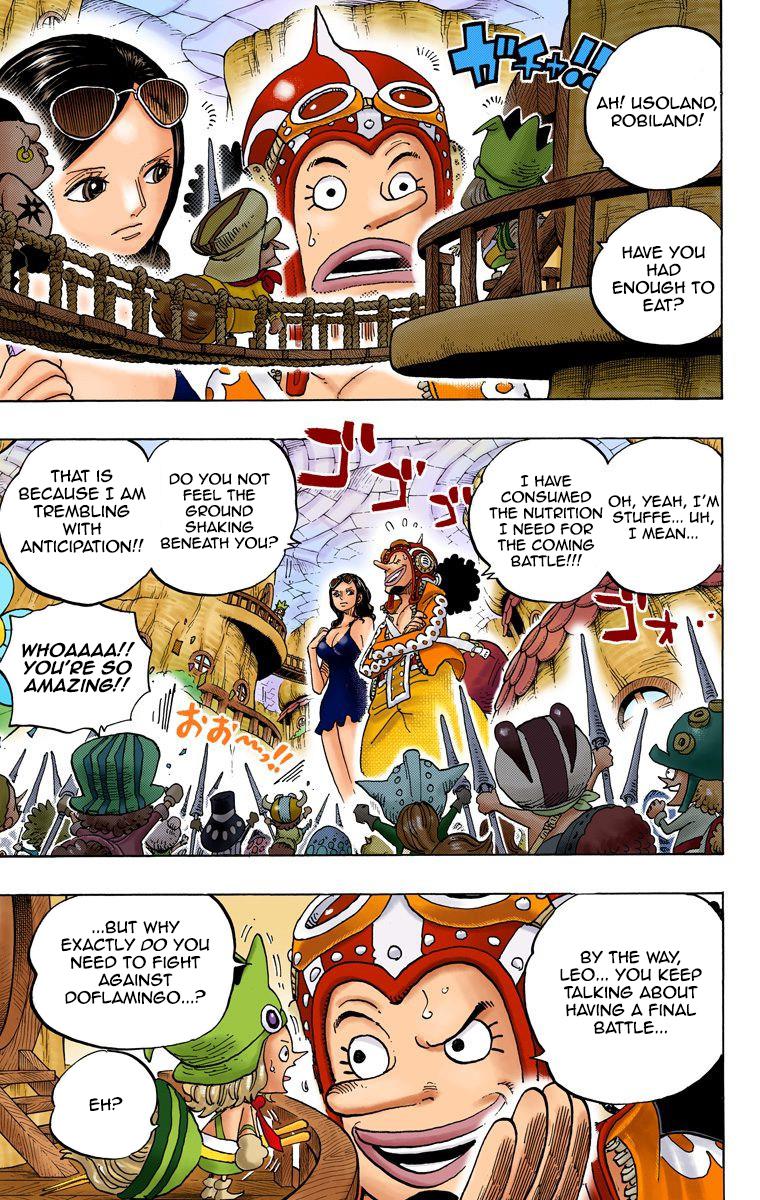 ガチャ!!
AH! USOLAND,
ROBILAND!
HAVE YOU
HAD
ENOUGH TO
EAT?
OH, YEAH, I'M
STUFFE... UH,
I MEAN...
I HAVE
CONSUMED
THE NUTRITION
I NEED FOR
THE COMING
BATTLE!!!
ゴゴゴゴォ..
DO YOU NOT
FEEL THE
GROUND
SHAKING
BENEATH YOU?
THAT IS
BECAUSE I AM
TREMBLING
WITH
ANTICIPATION!!
WHOAAAA!!
YOU'RE SO
AMAZING!!
おお〜っ!!
BY THE WAY,
LEO... YOU KEEP
TALKING ABOUT
HAVING A FINAL
BATTLE...
...BUT WHY
EXACTLY DO YOU
NEED TO FIGHT
AGAINST
DOFLAMINGO...?
EH?